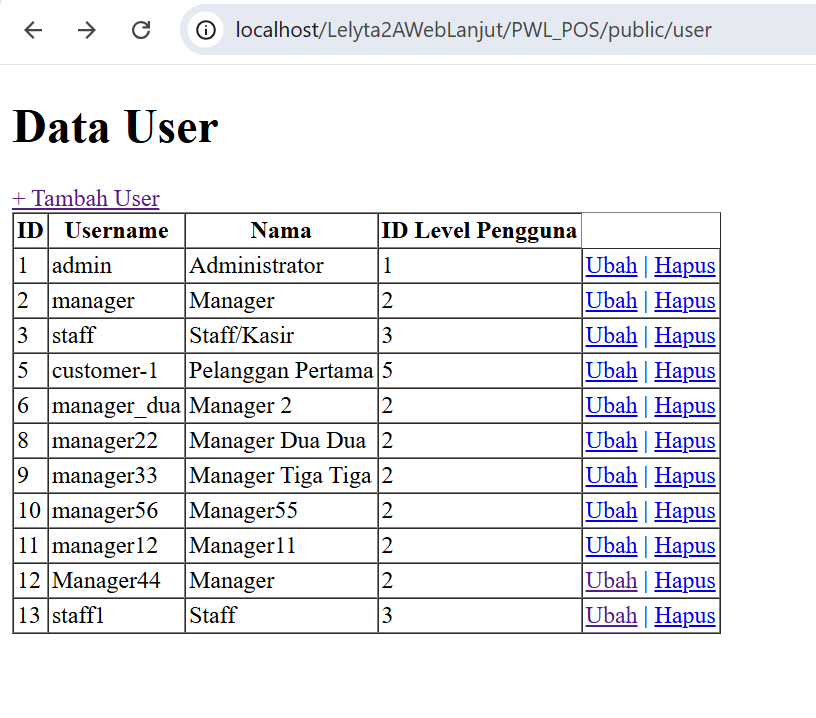 localhost/Lelyta2AWebLanjut/PWL_POS/public/user
Data User
+ Tambah User
ID Username Nama ID Level Pengguna
1 admin Administrator 1 Ubah | Hapus
2 manager Manager 2 Ubah | Hapus
3 staff Staff/Kasir 3 Ubah | Hapus
5 customer-1 Pelanggan Pertama 5 Ubah | Hapus
6 manager_dua Manager 2 2 Ubah | Hapus
8 manager22 Manager Dua Dua 2 Ubah | Hapus
9 manager33 Manager Tiga Tiga 2 Ubah | Hapus
10 manager56 Manager55 2 Ubah | Hapus
11 manager12 Manager11 2 Ubah | Hapus
12 Manager44 Manager 2 Ubah | Hapus
13 staff1 Staff 3 Ubah | Hapus